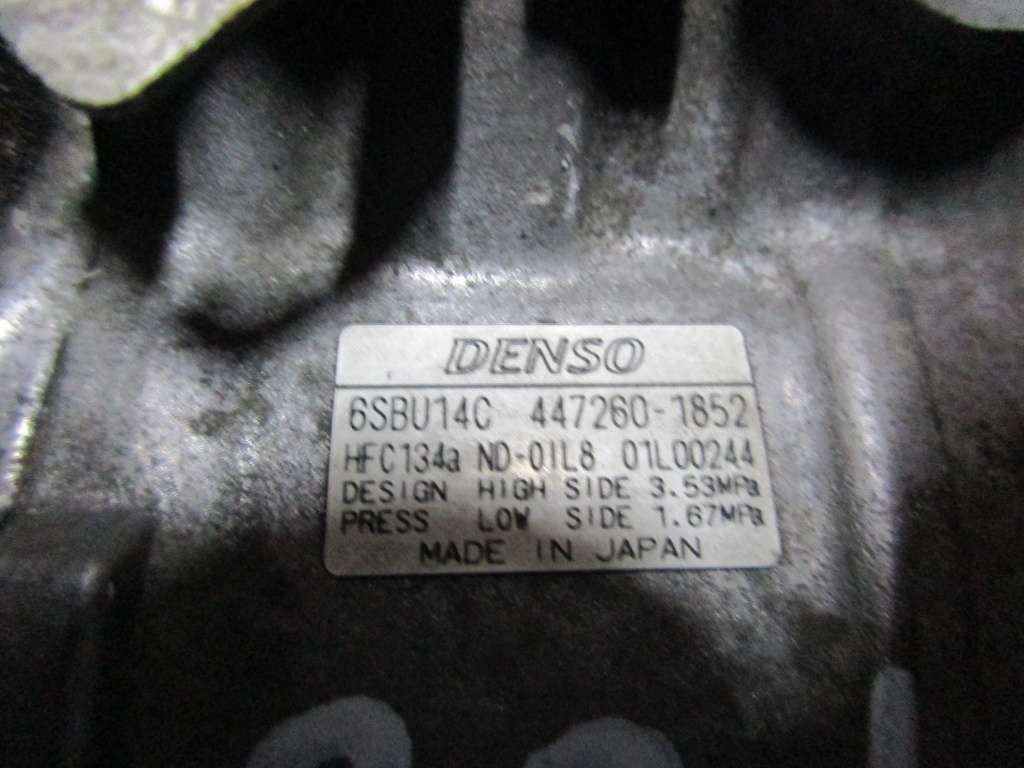 DENSO
6SBU14C 447260-1852
HFC134a ND-OIL8 01L00244
DESIGN HIGH SIDE 3.53MPa
PRESS LOW SIDE 1.67MPa
MADE IN JAPAN